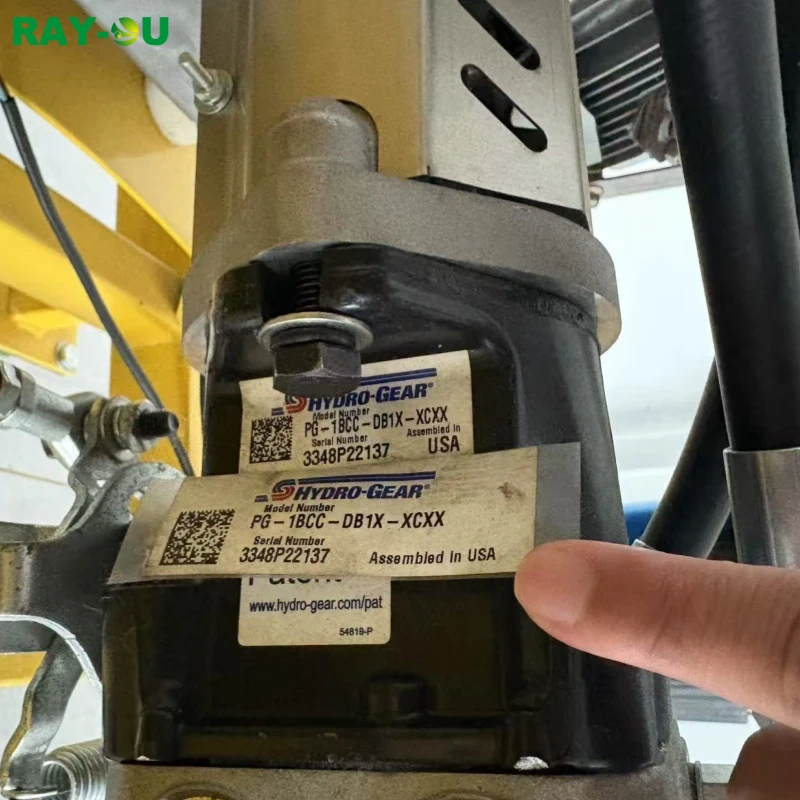 RAY-OU
HYDRO-GEAR®
Model Number
PG-1BCC-DB1X-XCXX
Serial Number
Assembled in
3348P22137
USA
HYDRO-GEAR®
Model Number
PG-1BCC-DB1X-XCXX
Serial Number
3348P22137
Assembled In USA
www.hydro-gear.com/pat
54819-P